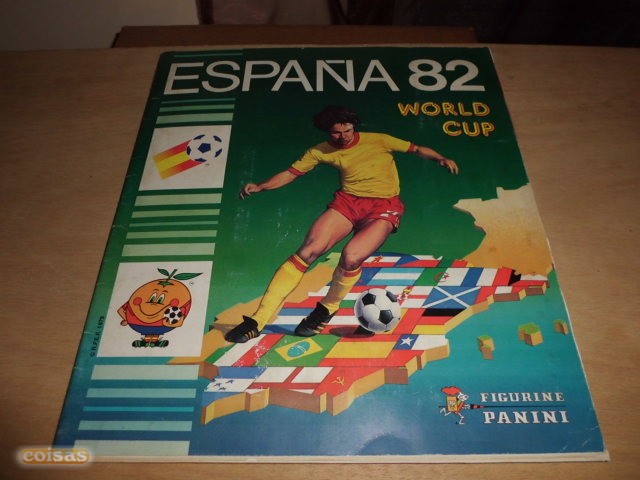 ESPAÑA 82
WORLD
CUP
FIGURINE
PANINI
coisas